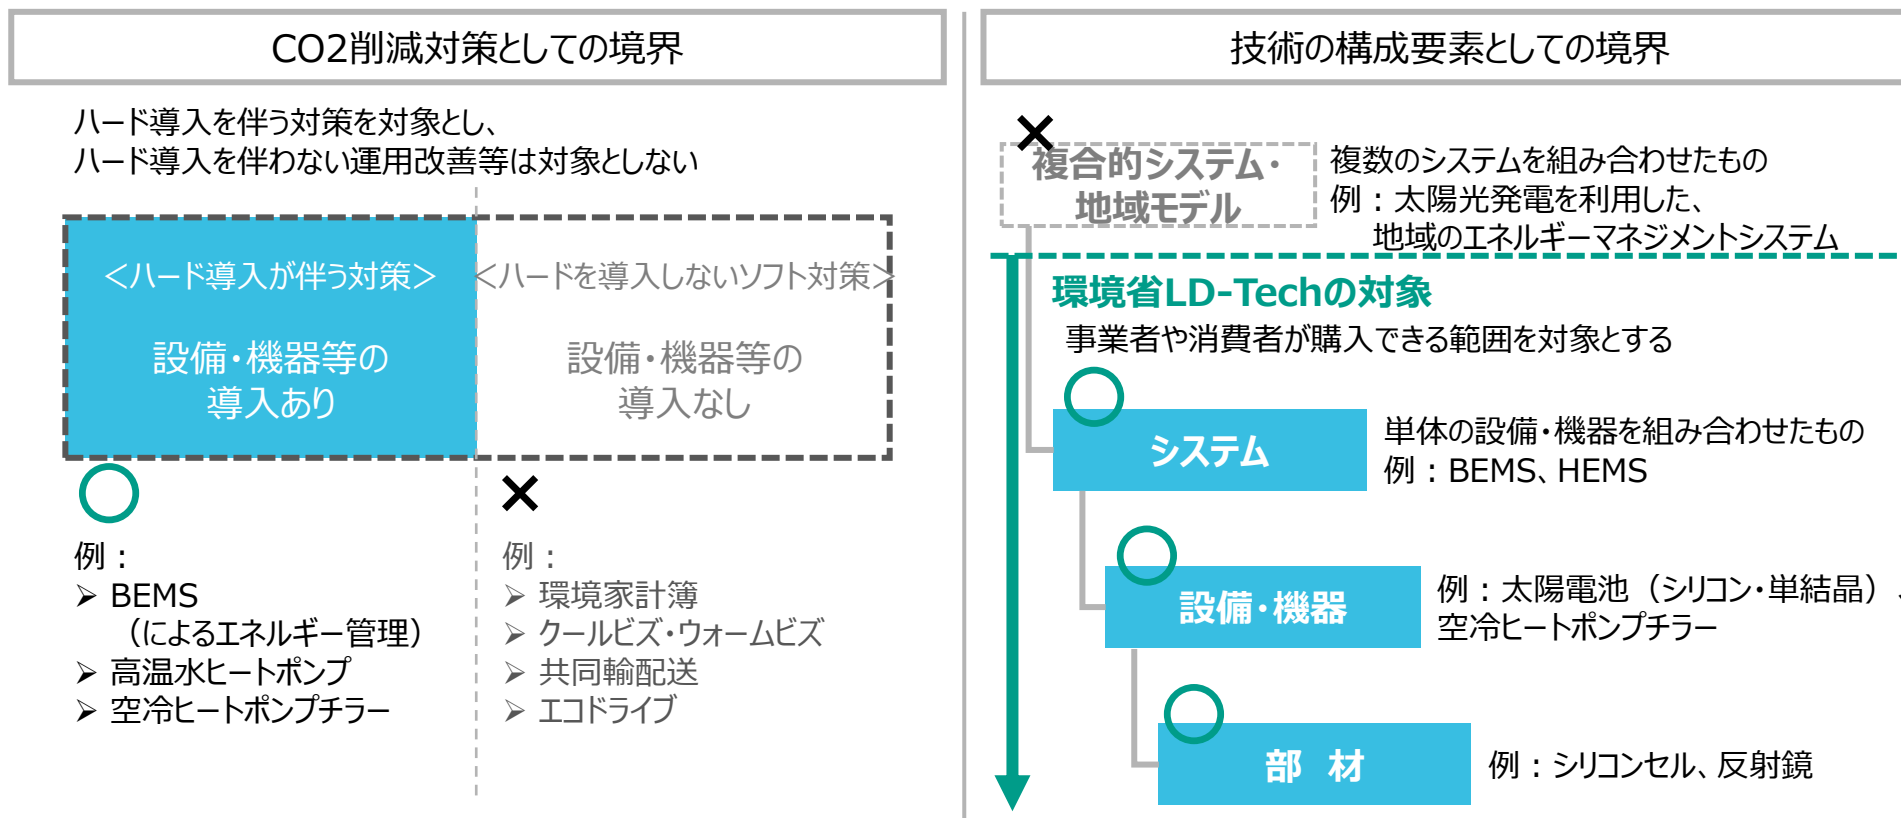 CO2削減対策としての境界
ハード導入を伴う対策を対象とし、
ハード導入を伴わない運用改善等は対象としない
＜ハード導入が伴う対策＞
設備・機器等の
導入あり
＜ハードを導入しないソフト対策＞
設備・機器等の
導入なし
例：
➢ BEMS
（によるエネルギー管理）
➢ 高温水ヒートポンプ
➢ 空冷ヒートポンプチラー
例：
➢ 環境家計簿
➢ クールビズ・ウォームビズ
➢ 共同輸配送
➢ エコドライブ
技術の構成要素としての境界
複合的システム・
地域モデル
複数のシステムを組み合わせたもの
例：太陽光発電を利用した、
地域のエネルギーマネジメントシステム
環境省LD-Techの対象
事業者や消費者が購入できる範囲を対象とする
システム
単体の設備・機器を組み合わせたもの
例：BEMS、HEMS
設備・機器
例：太陽電池（シリコン・単結晶）、
空冷ヒートポンプチラー
部 材
例：シリコンセル、反射鏡